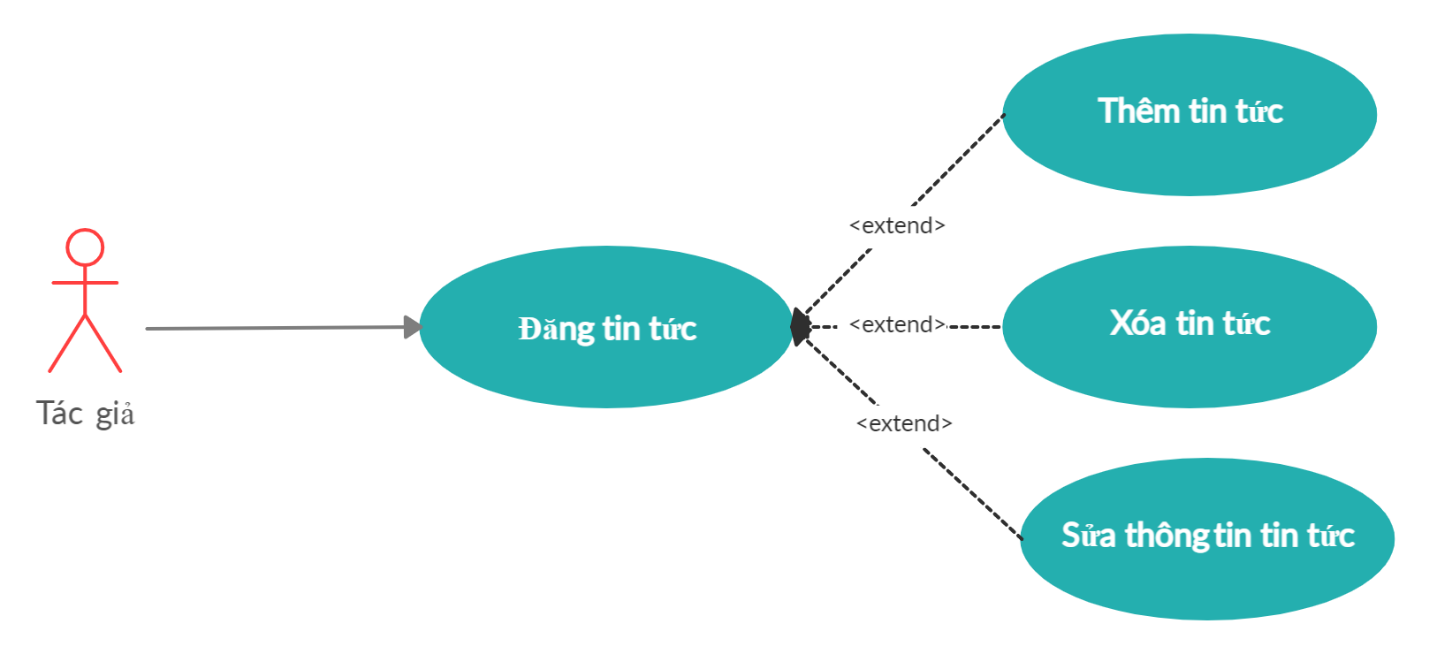 Thêm tin tức
<extend>
Đăng tin tức
<extend>
Xóa tin tức
Tác giả
<extend>
Sửa thông tin tin tức